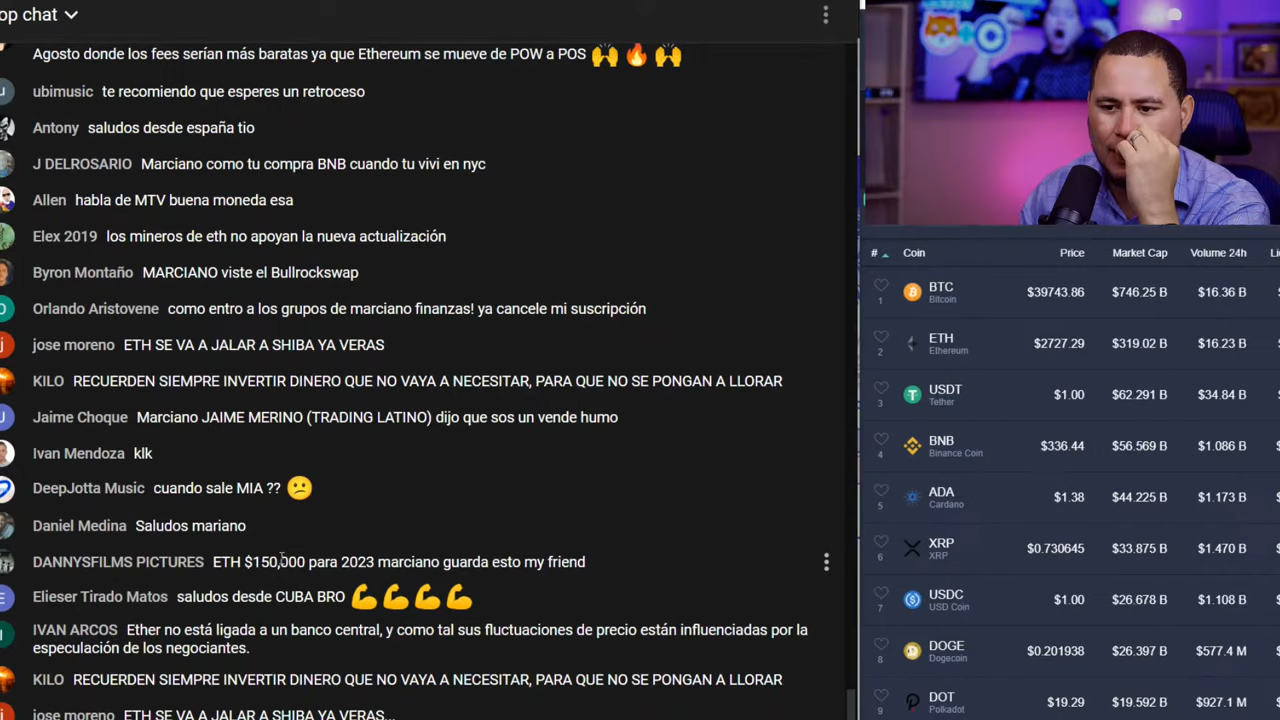 op chat
Agosto donde los fees serían más baratas ya que Ethereum se mueve de POW a POS 🙌 🔥 🙌
ubimusic te recomiendo que esperes un retroceso
Antony saludos desde españa tio
J DELROSARIO Marciano como tu compra BNB cuando tu vivi en nyc
Allen habla de MTV buena moneda esa
Elex 2019 los mineros de eth no apoyan la nueva actualización
Byron Montaño MARCIANO viste el Bullrockswap
Orlando Aristovene como entro a los grupos de marciano finanzas! ya cancele mi suscripción
jose moreno ETH SE VA A JALAR A SHIBA YA VERAS
KILO RECUERDEN SIEMPRE INVERTIR DINERO QUE NO VAYA A NECESITAR, PARA QUE NO SE PONGAN A LLORAR
Jaime Choque Marciano JAIME MERINO (TRADING LATINO) dijo que sos un vende humo
Ivan Mendoza klk
DeepJotta Music cuando sale MIA ?? 😕
Daniel Medina Saludos mariano
DANNYSFILMS PICTURES ETH $150,000 para 2023 marciano guarda esto my friend
Elieser Tirado Matos saludos desde CUBA BRO 💪 💪 💪 💪
IVAN ARCOS Ether no está ligada a un banco central, y como tal sus fluctuaciones de precio están influenciadas por la
especulación de los negociantes.
KILO RECUERDEN SIEMPRE INVERTIR DINERO QUE NO VAYA A NECESITAR, PARA QUE NO SE PONGAN A LLORAR
jose moreno ETH SE VA A JALAR A SHIBA YA VERAS...
# Coin Price Market Cap Volume 24h Li
1 BTC Bitcoin $39743.86 $746.25 B $16.36 B
2 ETH Ethereum $2727.29 $319.02 B $16.23 B
3 USDT Tether $1.00 $62.291 B $34.84 B
4 BNB Binance Coin $336.44 $56.569 B $1.086 B
5 ADA Cardano $1.38 $44.225 B $1.173 B
6 XRP XRP $0.730645 $33.875 B $1.470 B
7 USDC USD Coin $1.00 $26.678 B $1.108 B
8 DOGE Dogecoin $0.201938 $26.397 B $577.4 M
9 DOT Polkadot $19.29 $19.592 B $927.1 M